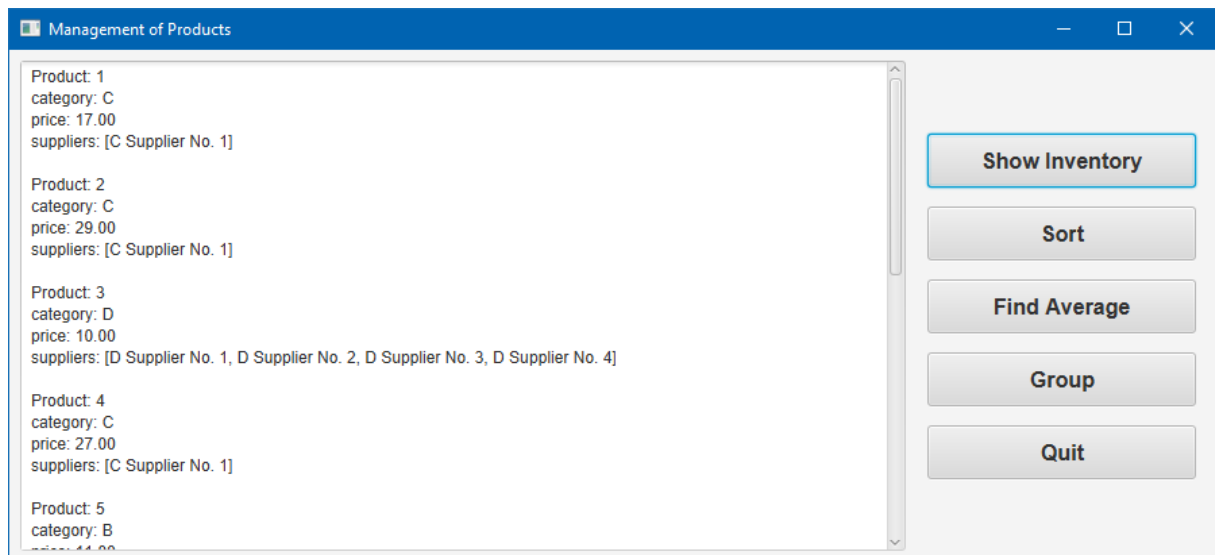 Management of Products
Product: 1
category: C
price: 17.00
suppliers: [C Supplier No. 1]
Product: 2
category: C
price: 29.00
suppliers: [C Supplier No. 1]
Product: 3
category: D
price: 10.00
suppliers: [D Supplier No. 1, D Supplier No. 2, D Supplier No. 3, D Supplier No. 4]
Product: 4
category: C
price: 27.00
suppliers: [C Supplier No. 1]
Product: 5
category: B
price: 11.00
Show Inventory
Sort
Find Average
Group
Quit